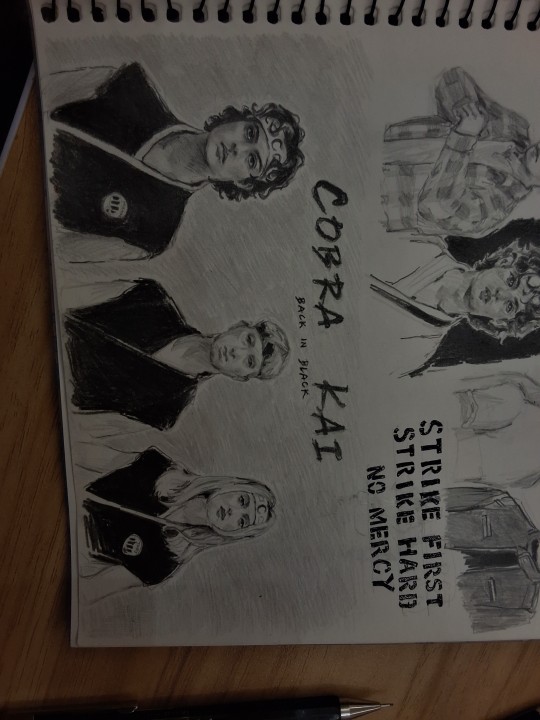 COBRA KAI
BACK IN BLACK
STRIKE FIRST
STRIKE HARD
NO MERCY